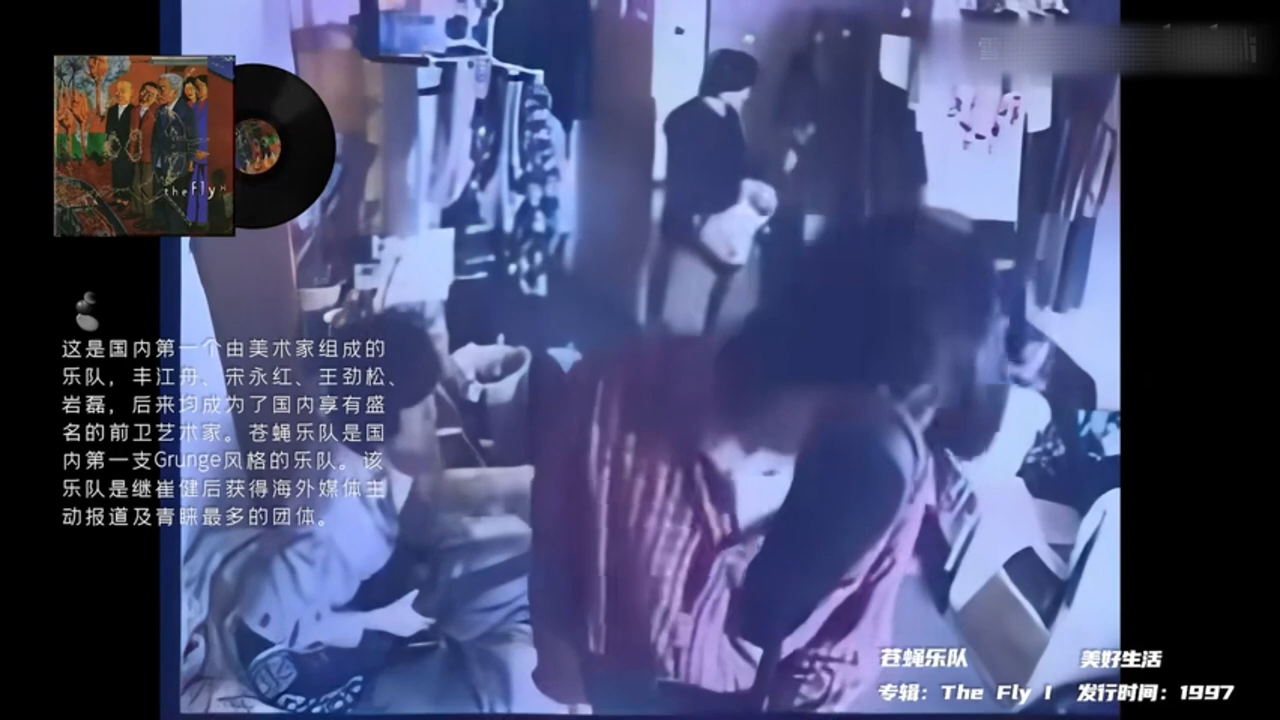 the fly
这是国内第一个由美术家组成的
乐队，丰江舟、宋永红、王劲松、
岩磊，后来均成为了国内享有盛
名的前卫艺术家。苍蝇乐队是国
内第一支Grunge风格的乐队。该
乐队是继崔健后获得海外媒体主
动报道及青睐最多的团体。
苍蝇乐队 美好生活
专辑：The Fly I 发行时间：1997